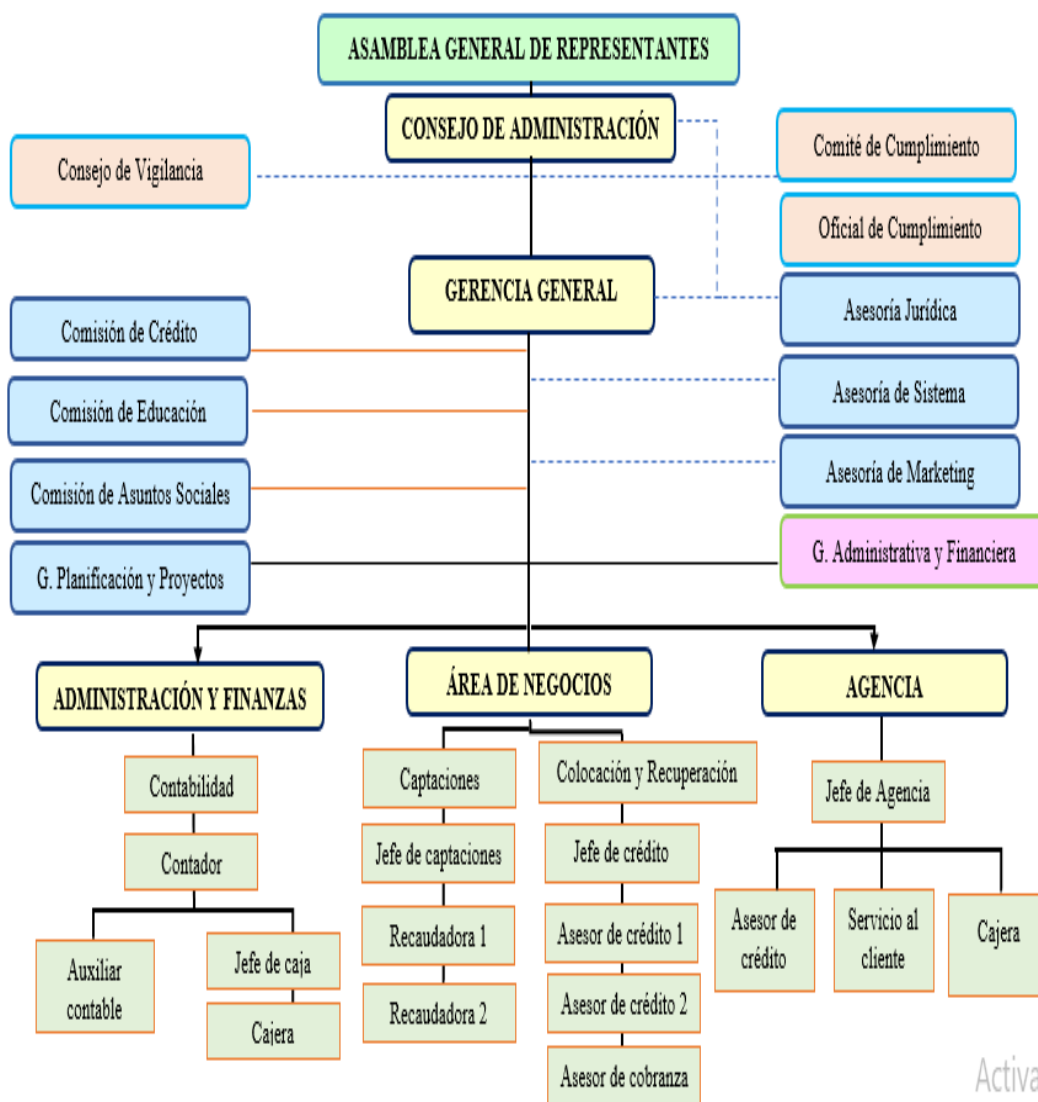 ASAMBLEA GENERAL DE REPRESENTANTES
CONSEJO DE ADMINISTRACIÓN
Consejo de Vigilancia
Comité de Cumplimiento
Oficial de Cumplimiento
GERENCIA GENERAL
Asesoría Jurídica
Comisión de Crédito
Asesoría de Sistema
Comisión de Educación
Asesoría de Marketing
Comisión de Asuntos Sociales
G. Administrativa y Financiera
G. Planificación y Proyectos
ADMINISTRACIÓN Y FINANZAS
ÁREA DE NEGOCIOS
AGENCIA
Contabilidad
Contador
Auxiliar
contable
Jefe de caja
Cajera
Captaciones
Jefe de captaciones
Recaudadora 1
Recaudadora 2
Colocación y Recuperación
Jefe de crédito
Asesor de crédito 1
Asesor de crédito 2
Asesor de cobranza
Jefe de Agencia
Asesor de
crédito
Servicio al
cliente
Cajera
Activa